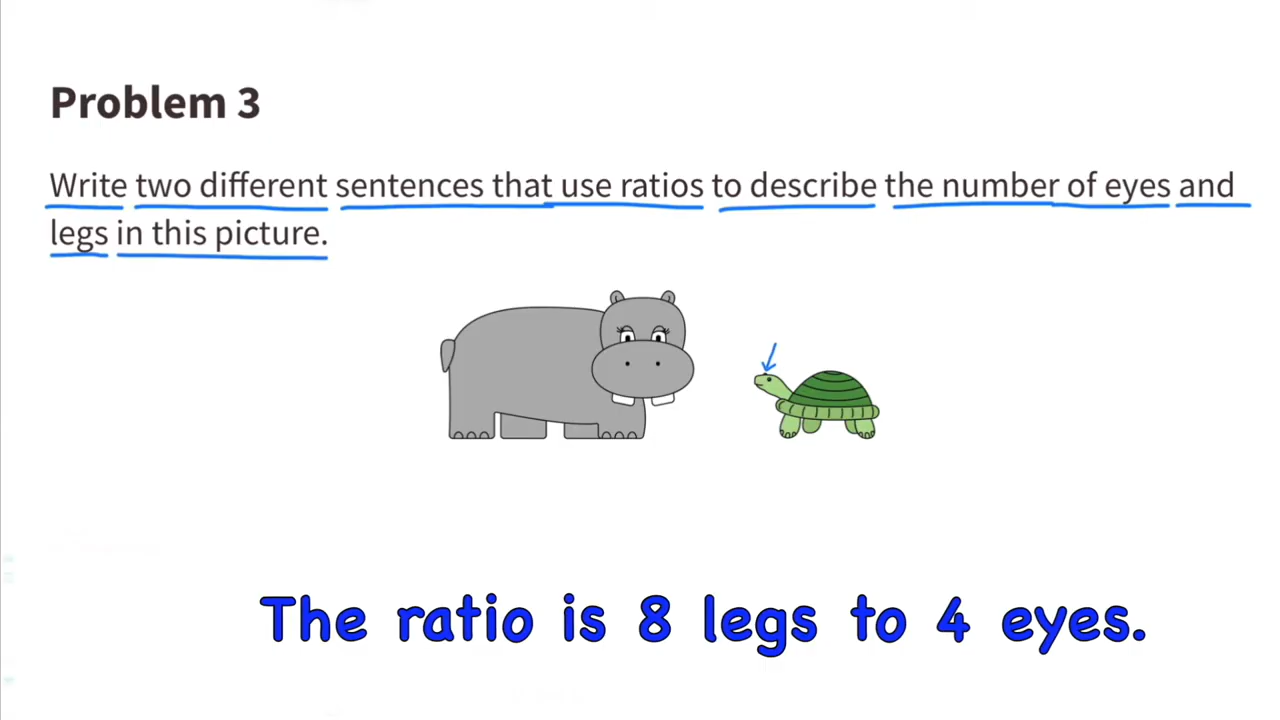 Problem 3
Write two different sentences that use ratios to describe the number of eyes and
legs in this picture.
The ratio is 8 legs to 4 eyes.